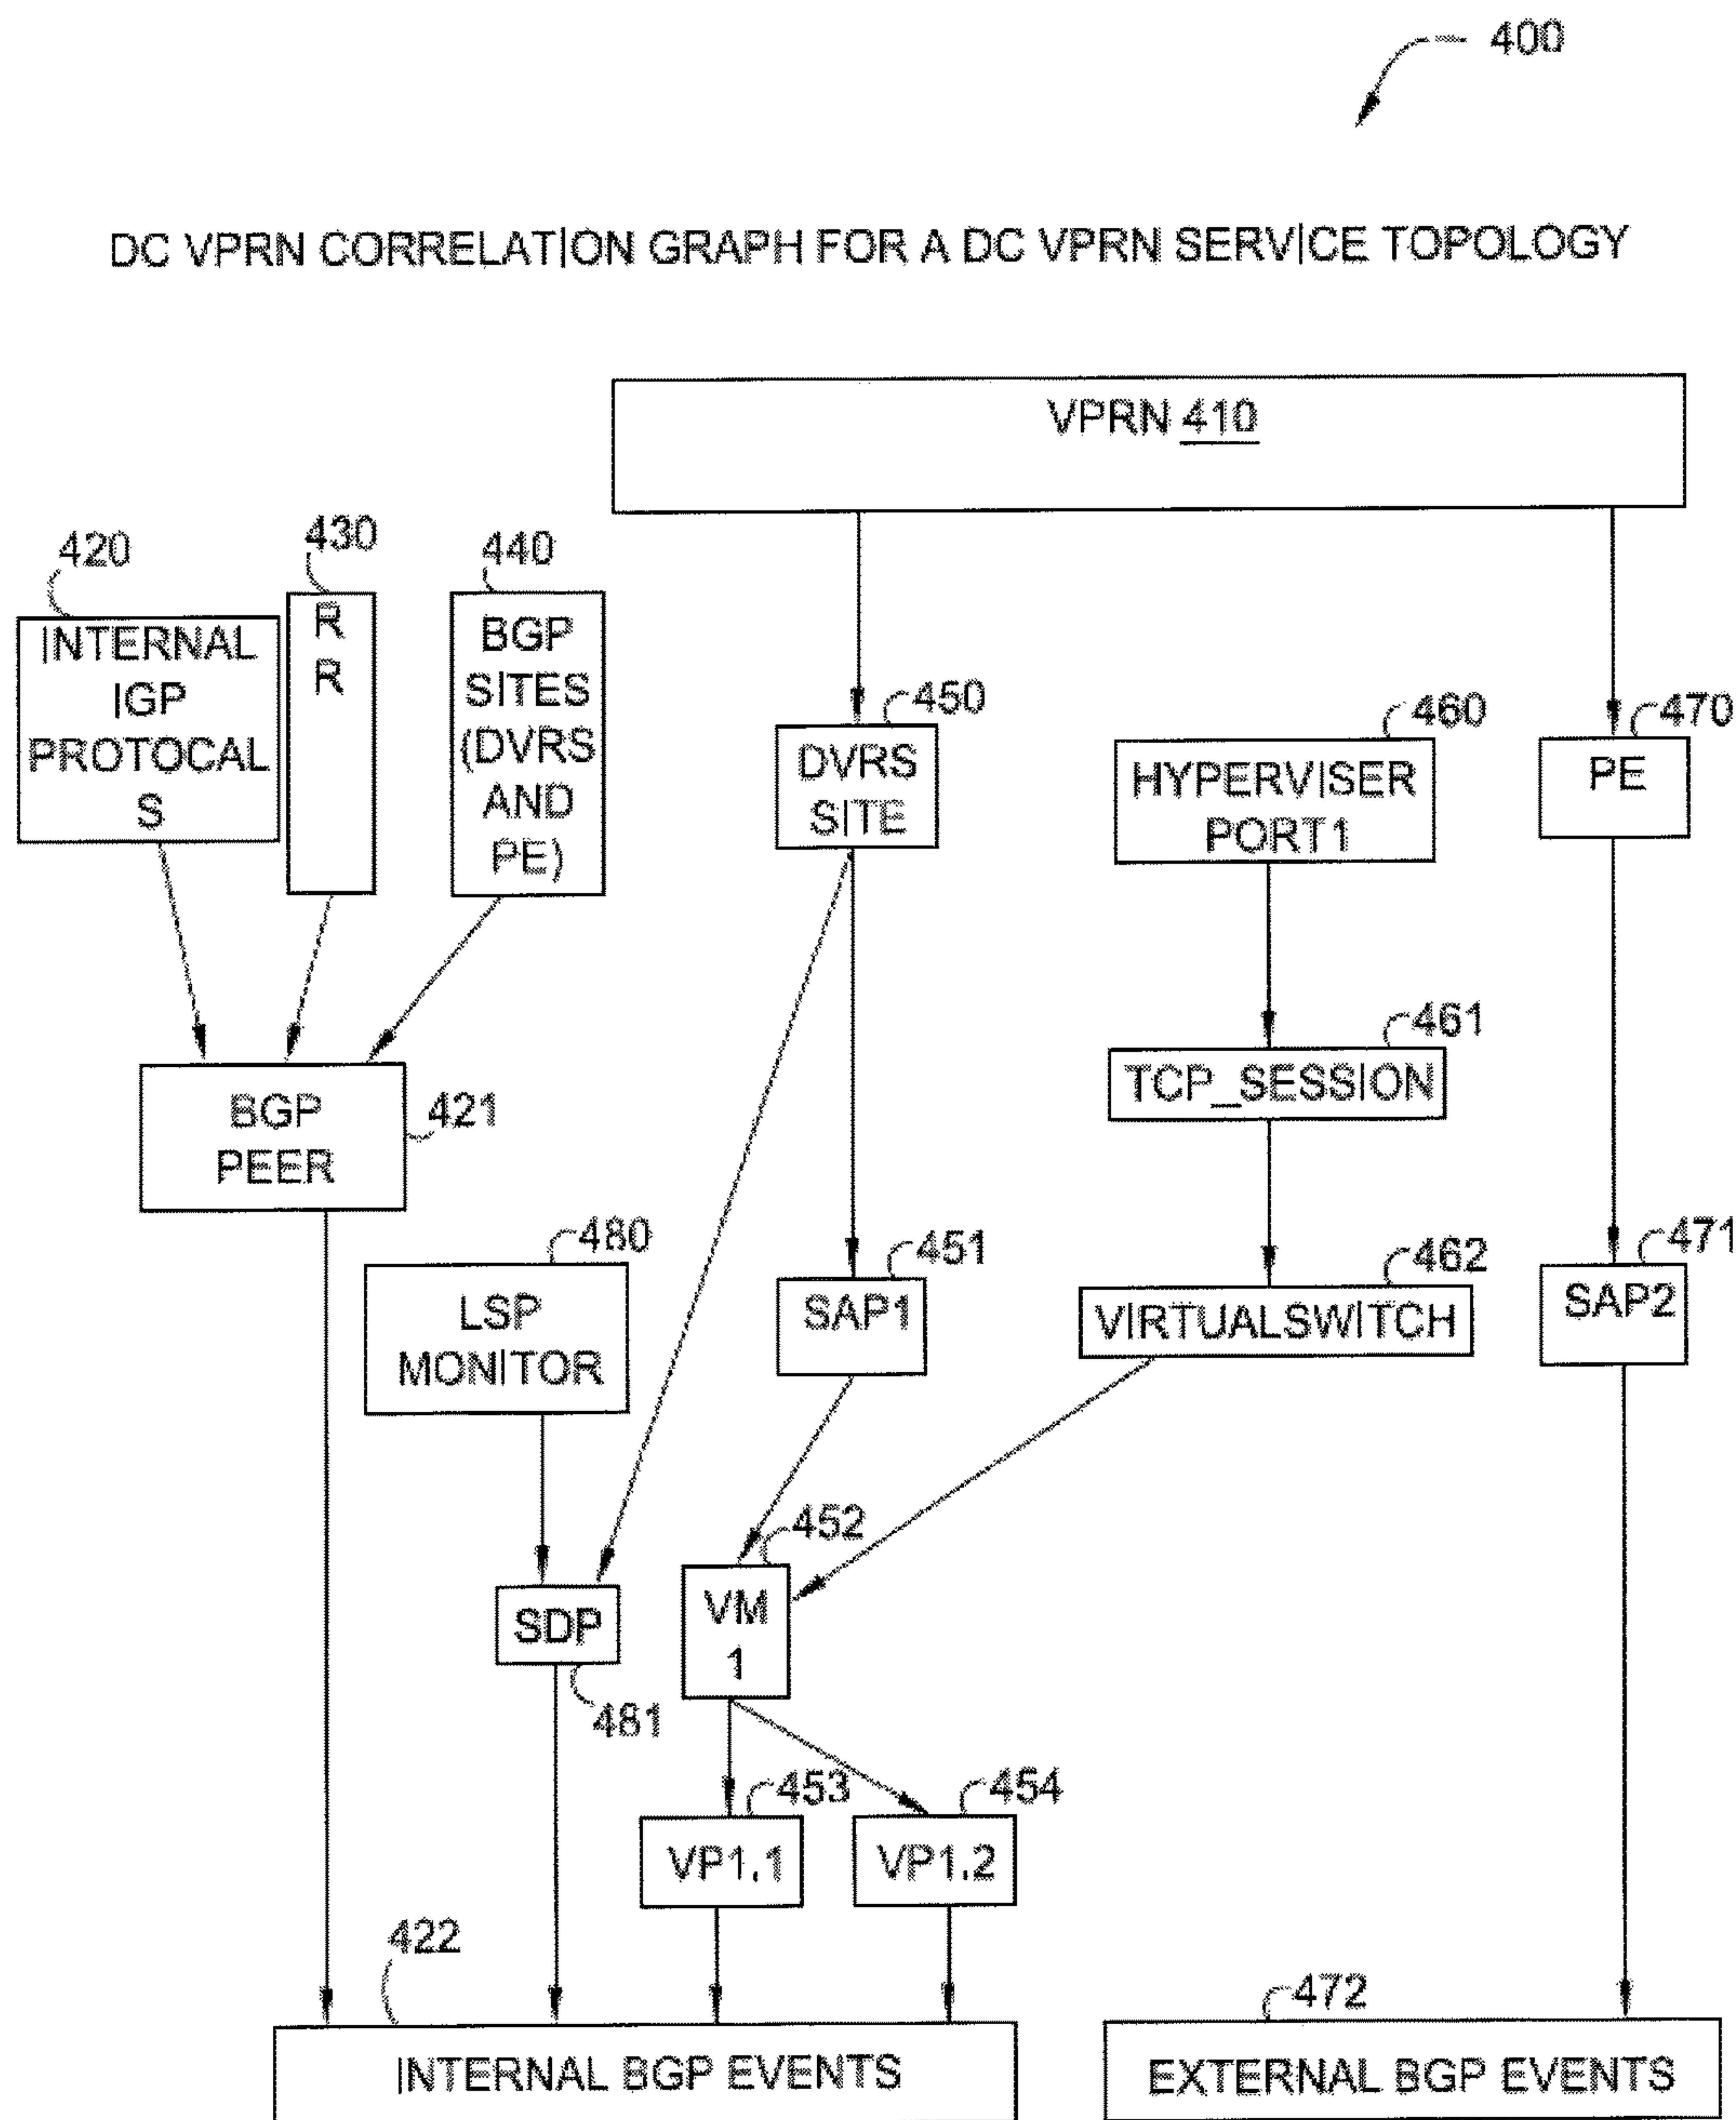 400
DC VPRN CORRELATION GRAPH FOR A DC VPRN SERVICE TOPOLOGY
VPRN 410
420
INTERNAL
IGP
PROTOCAL
S
430
R
R
440
BGP
SITES
(DVRS
AND
PE)
450
DVRS
SITE
460
HYPERVISER
PORT1
470
PE
BGP
PEER
421
461
TCP_SESSION
480
LSP
MONITOR
451
SAP1
462
VIRTUALSWITCH
471
SAP2
SDP
481
452
VM
1
453
VP1.1
454
VP1.2
422
INTERNAL BGP EVENTS
472
EXTERNAL BGP EVENTS